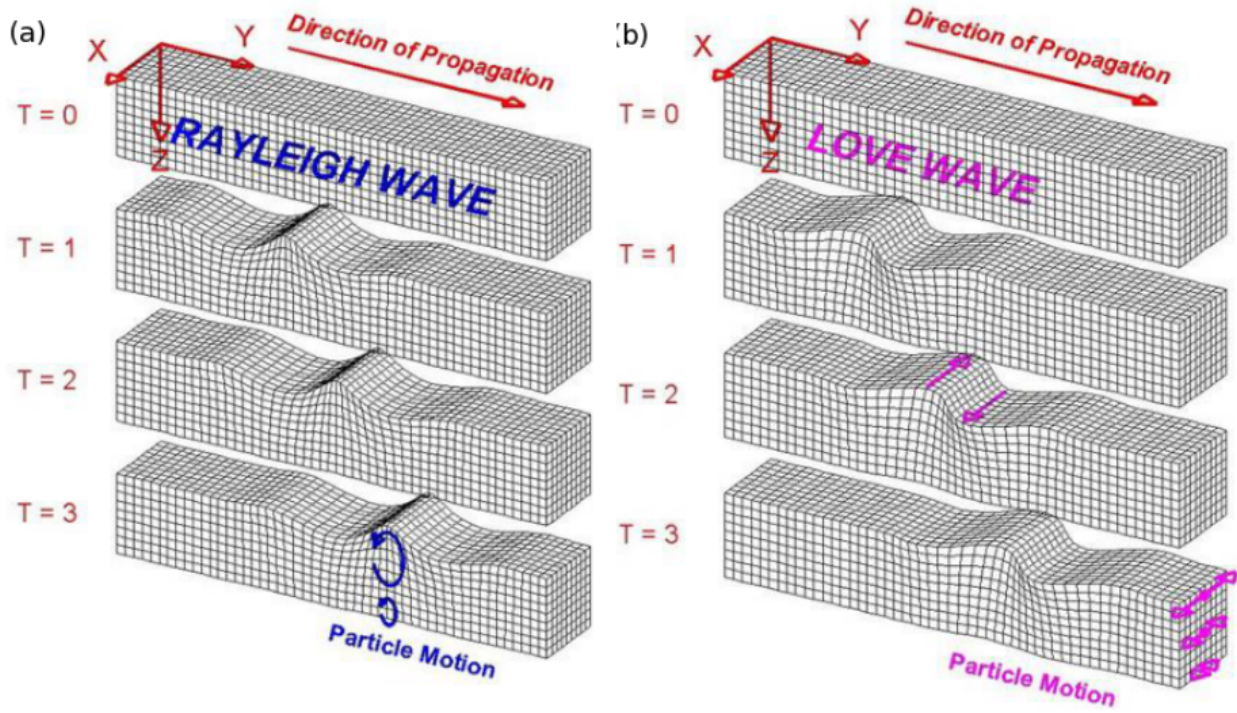 (a)
X
Y
Direction of Propagation
T = 0
Z
RAYLEIGH WAVE
T = 1
T = 2
T = 3
Particle Motion
(b)
X
Y
Direction of Propagation
T = 0
Z
LOVE WAVE
T = 1
T = 2
T = 3
Particle Motion